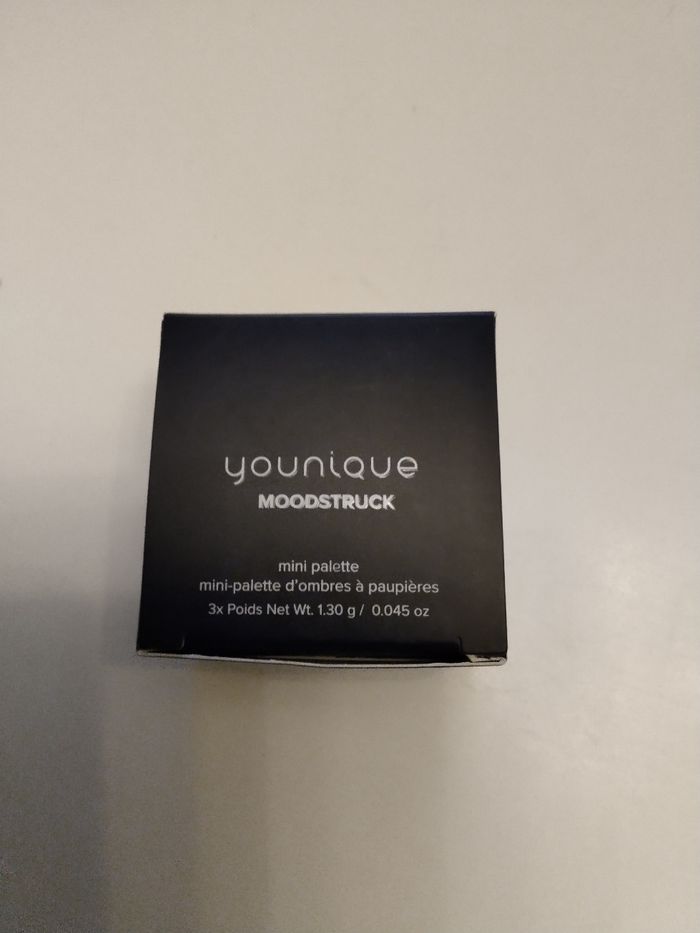 younique
MOODSTRUCK
mini palette
mini-palette d'ombres à paupières
3x Poids Net Wt. 1.30 g / 0.045 oz